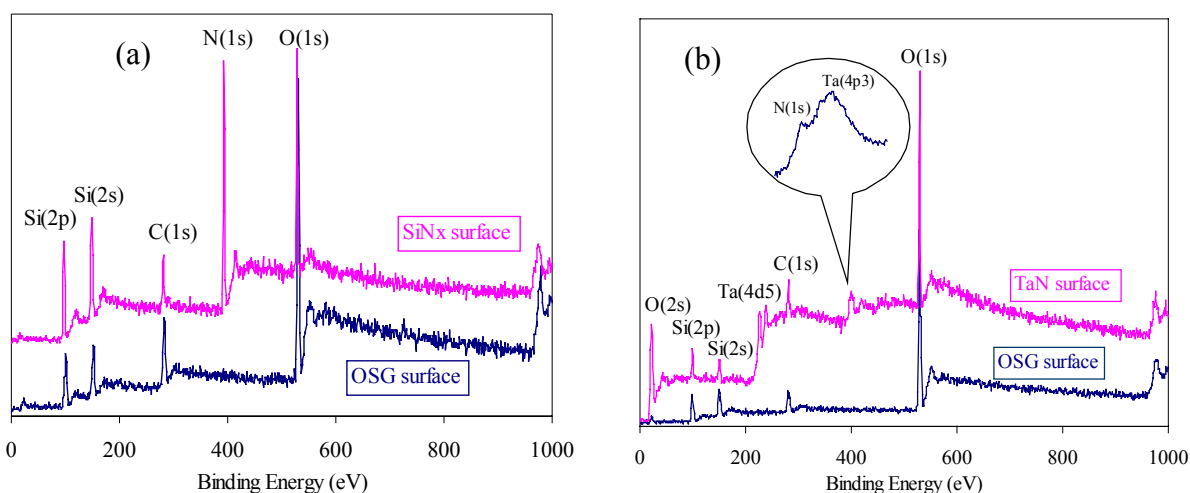 (a)
N(1s)
O(1s)
Si(2s)
Si(2p)
C(1s)
SiNx surface
OSG surface
0
200
400
600
800
1000
Binding Energy (eV)
(b)
O(1s)
Ta(4p3)
N(1s)
C(1s)
Ta(4d5)
O(2s)
Si(2p)
Si(2s)
TaN surface
OSG surface
0
200
400
600
800
1000
Binding Energy (eV)